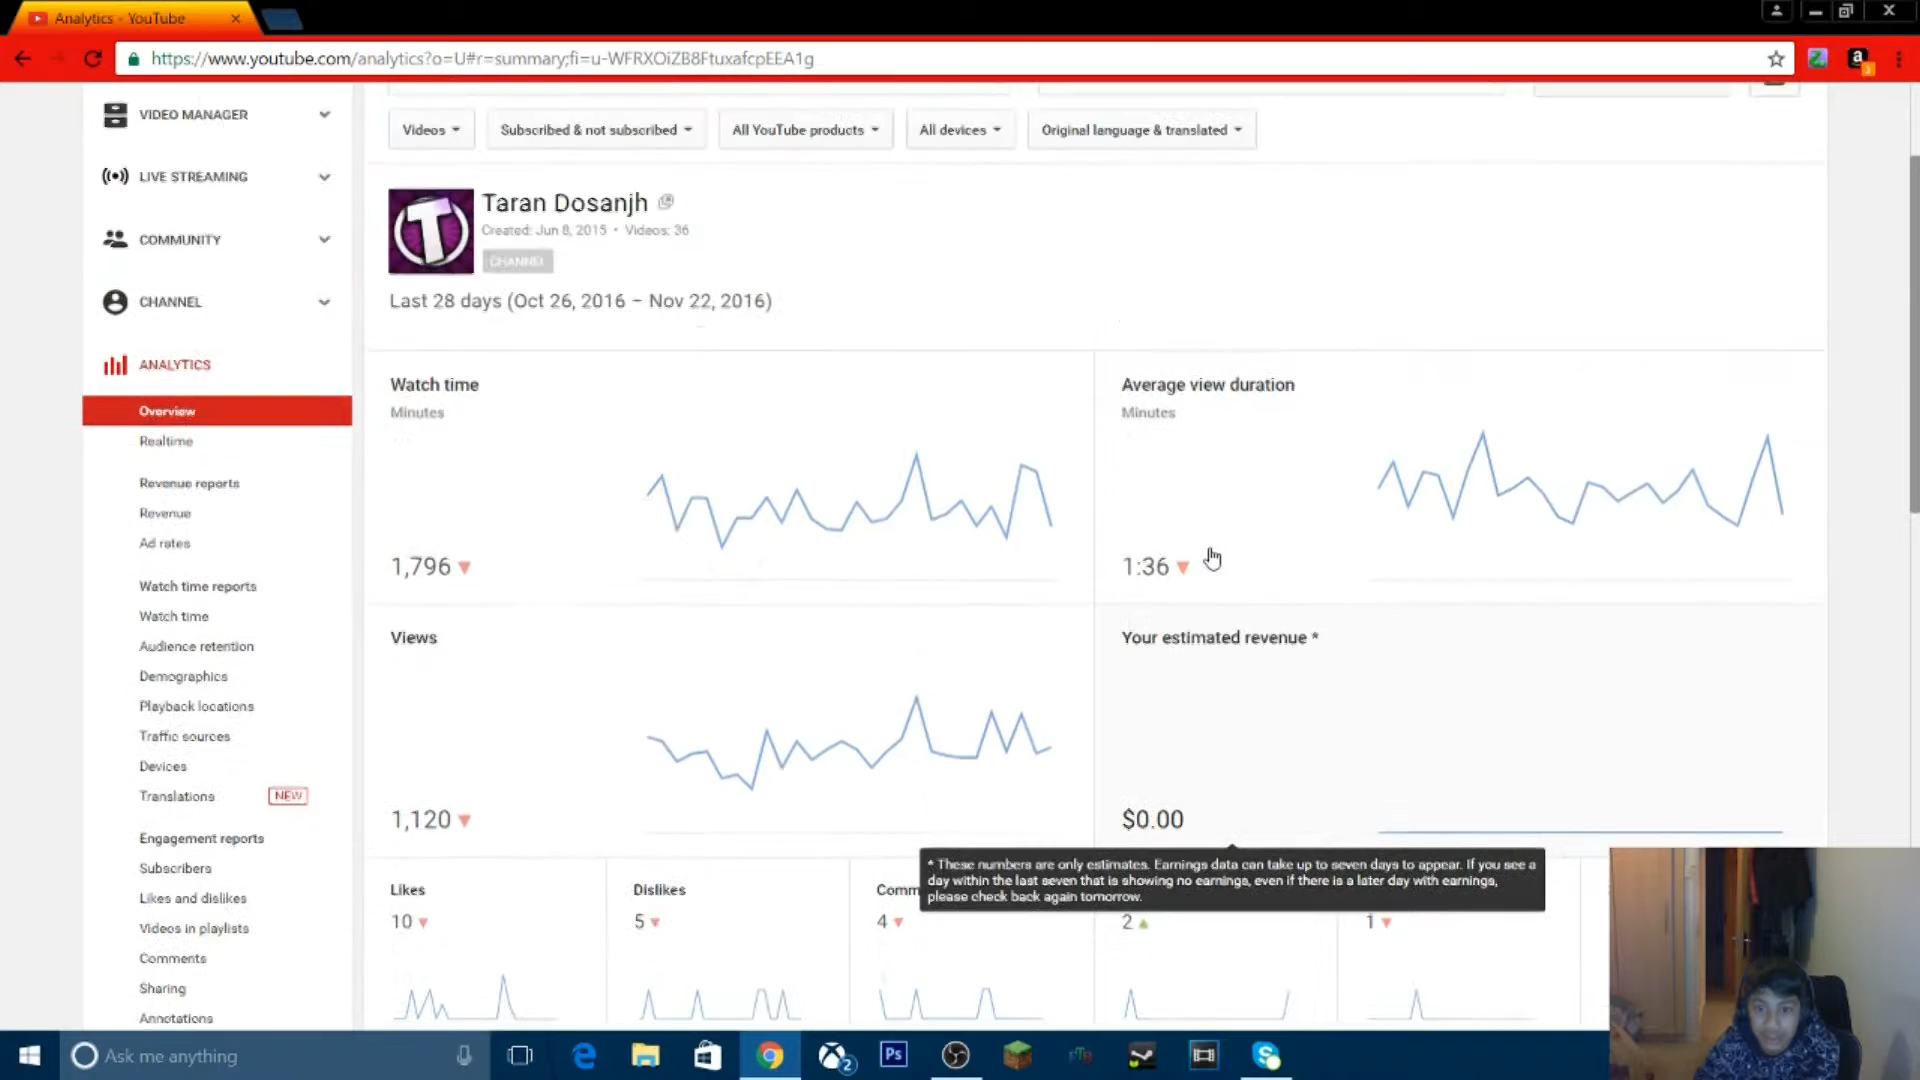 Analytics - YouTube
https://www.youtube.com/analytics?o=U#r=summary;fi=u-WFRXOiZB8FtuxafcpEEA1g
VIDEO MANAGER
LIVE STREAMING
COMMUNITY
CHANNEL
ANALYTICS
Overview
Realtime
Revenue reports
Revenue
Ad rates
Watch time reports
Watch time
Audience retention
Demographics
Playback locations
Traffic sources
Devices
Translations NEW
Engagement reports
Subscribers
Likes and dislikes
Videos in playlists
Comments
Sharing
Annotations
Videos Subscribed & not subscribed All YouTube products All devices Original language & translated
T
Taran Dosanjh
Created: Jun 8, 2015 • Videos: 36
CHANNEL
Last 28 days (Oct 26, 2016 – Nov 22, 2016)
Watch time
Minutes
1,796
Average view duration
Minutes
1:36
Views
1,120
Your estimated revenue *
$0.00
* These numbers are only estimates. Earnings data can take up to seven days to appear. If you see a
day within the last seven that is showing no earnings, even if there is a later day with earnings,
please check back again tomorrow.
Likes
10
Dislikes
5
Comm
4
2
1
Ask me anything
2
Ps